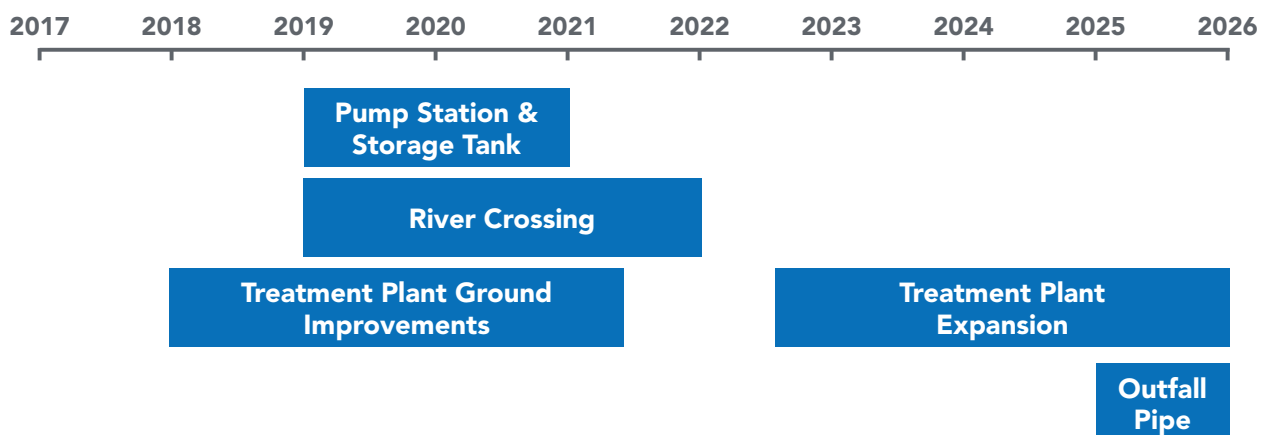 2017 2018 2019 2020 2021 2022 2023 2024 2025 2026
Pump Station &
Storage Tank
River Crossing
Treatment Plant Ground
Improvements
Treatment Plant
Expansion
Outfall
Pipe